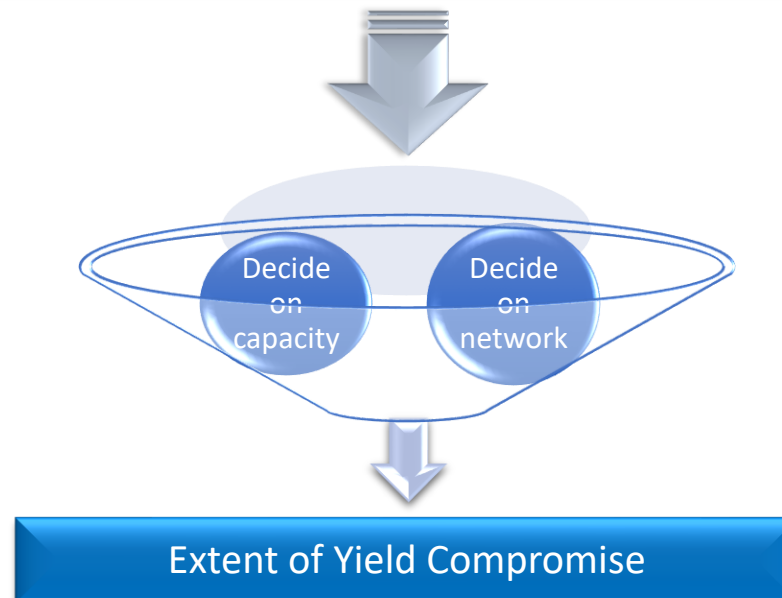 Decide
on
capacity
Decide
on
network
Extent of Yield Compromise